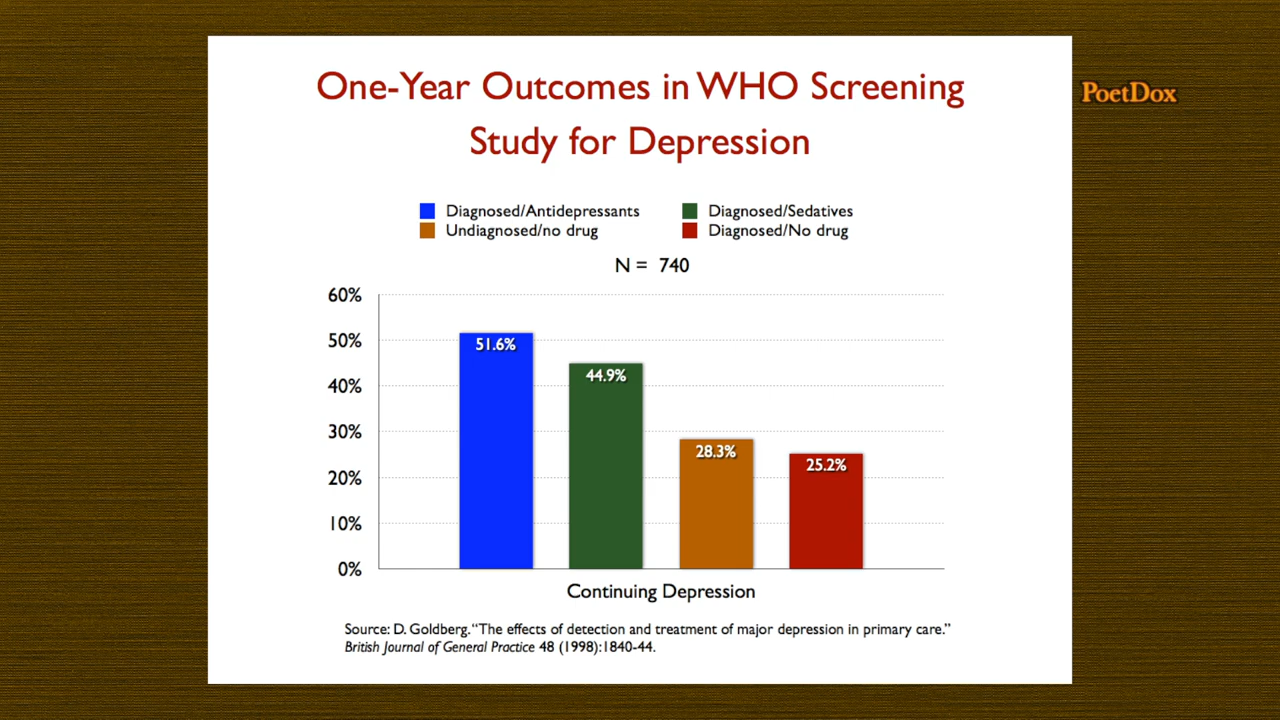 One-Year Outcomes in WHO Screening
Study for Depression
PoetDox
Diagnosed/Antidepressants
Diagnosed/Sedatives
Undiagnosed/no drug
Diagnosed/No drug
N = 740
60%
50%
40%
30%
20%
10%
0%
51.6%
44.9%
28.3%
25.2%
Continuing Depression
Source: D. Goldberg. “The effects of detection and treatment of major depression in primary care.”
British Journal of General Practice 48 (1998):1840-44.